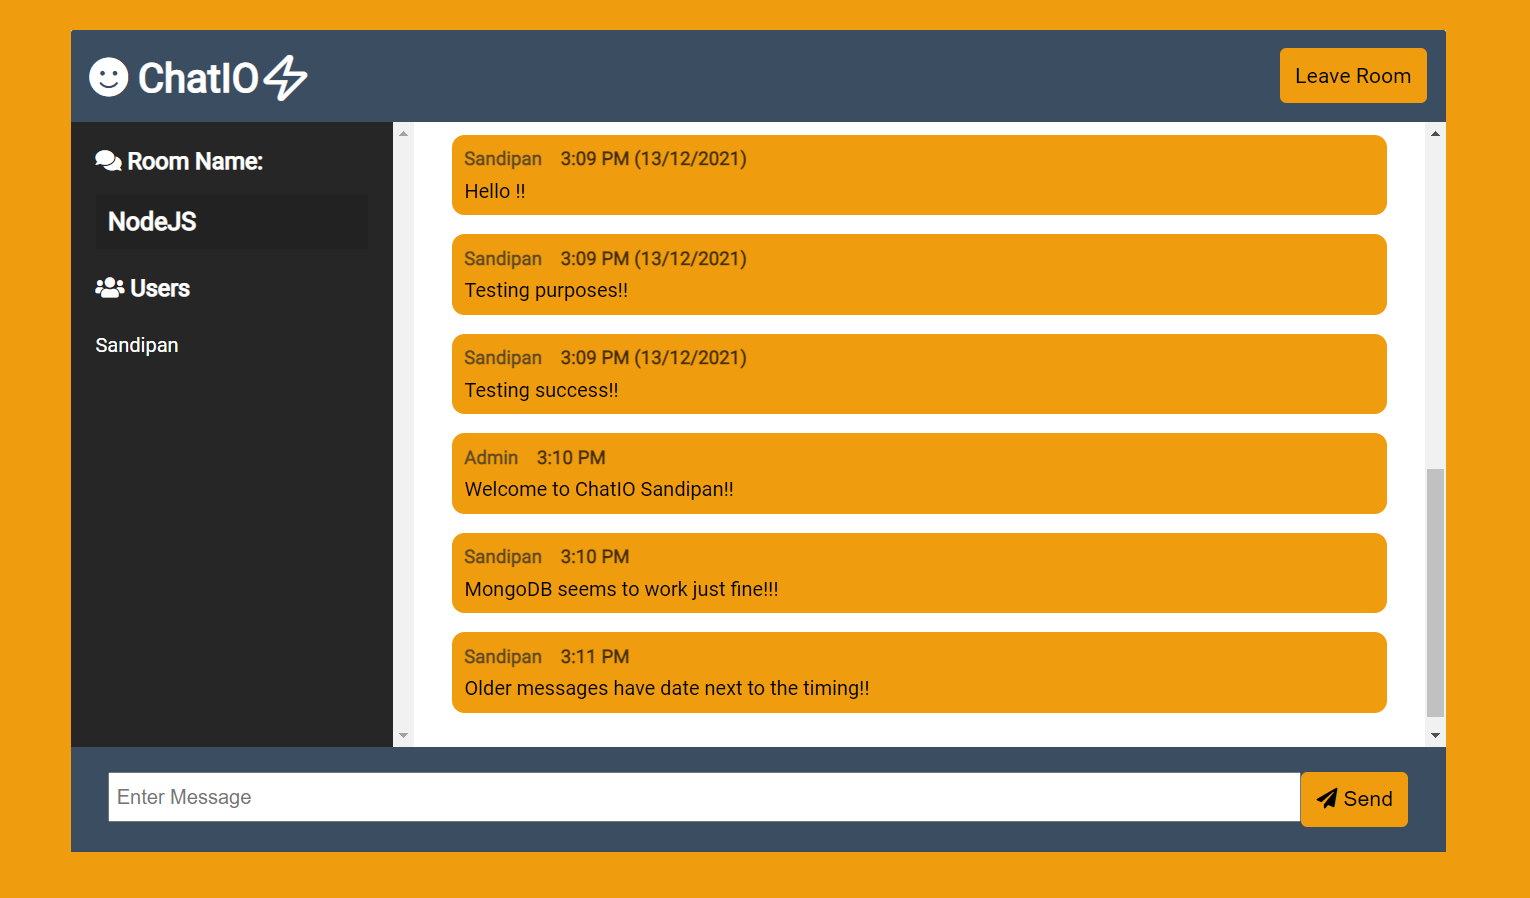 ChatIO
Leave Room
Room Name:
NodeJS
Users
Sandipan
Sandipan 3:09 PM (13/12/2021)
Hello !!
Sandipan 3:09 PM (13/12/2021)
Testing purposes!!
Sandipan 3:09 PM (13/12/2021)
Testing success!!
Admin 3:10 PM
Welcome to ChatIO Sandipan!!
Sandipan 3:10 PM
MongoDB seems to work just fine!!!
Sandipan 3:11 PM
Older messages have date next to the timing!!
Enter Message
Send